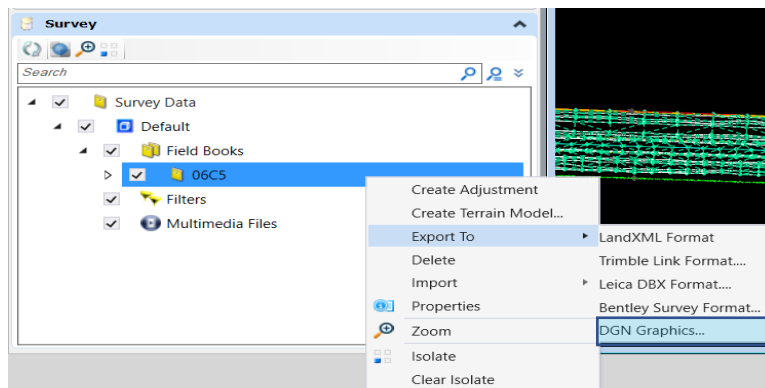 Survey
Search
Survey Data
Default
Field Books
06C5
Filters
Multimedia Files
Create Adjustment
Create Terrain Model...
Export To
Delete
Import
Properties
Zoom
Isolate
Clear Isolate
LandXML Format
Trimble Link Format....
Leica DBX Format....
Bentley Survey Format...
DGN Graphics...